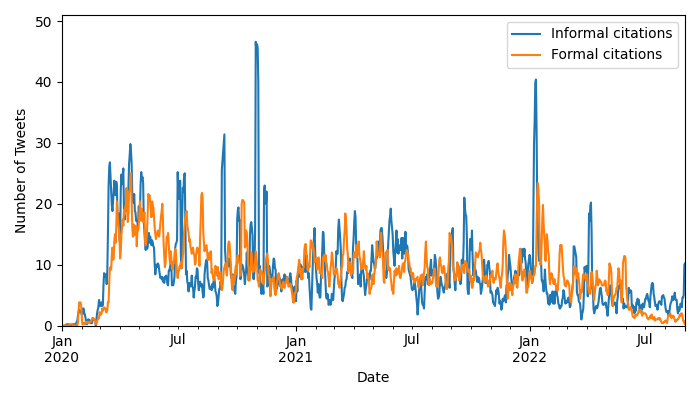 50
40
30
20
10
0
Number of Tweets
Informal citations
Formal citations
Jan
2020
Jul
Jan
2021
Jul
Jan
2022
Jul
Date